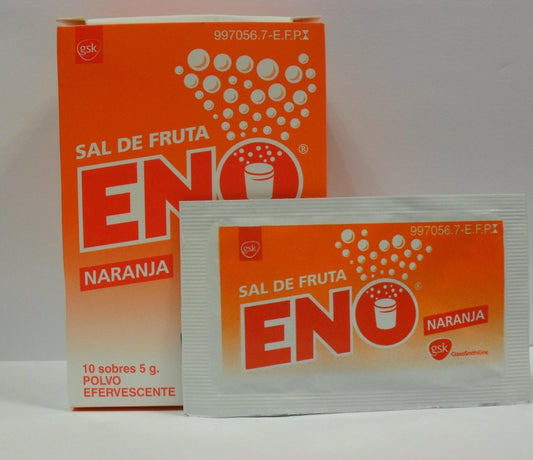 gsk
997056.7-E.F.P.
SAL DE FRUTA
ENO®
NARANJA
10 sobres 5 g.
POLVO
EFERVESCENTE
gsk
997056.7-E.F.P.
SAL DE FRUTA
ENO®
NARANJA
gsk GlaxoSmithKline